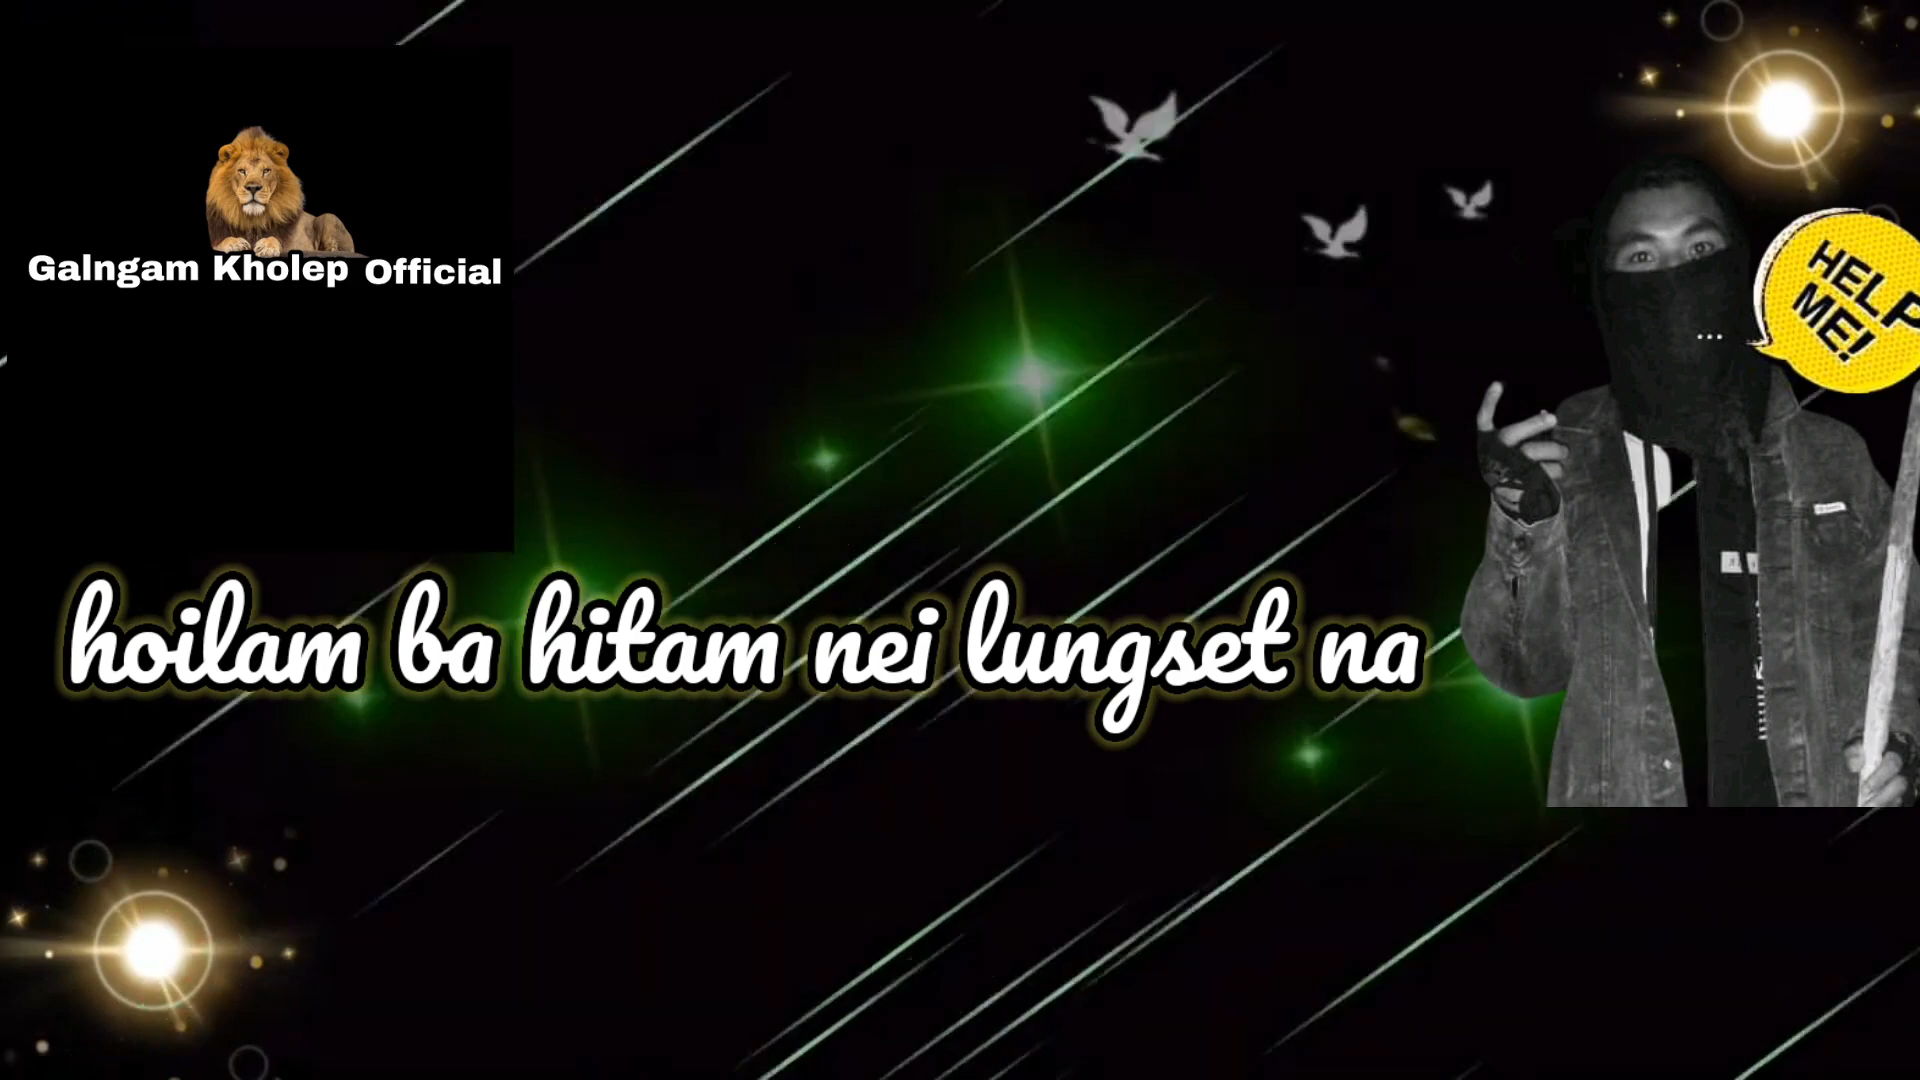 Galngam Kholep Official
HELP
ME!
...
hoilam ba hitam nei lungset na